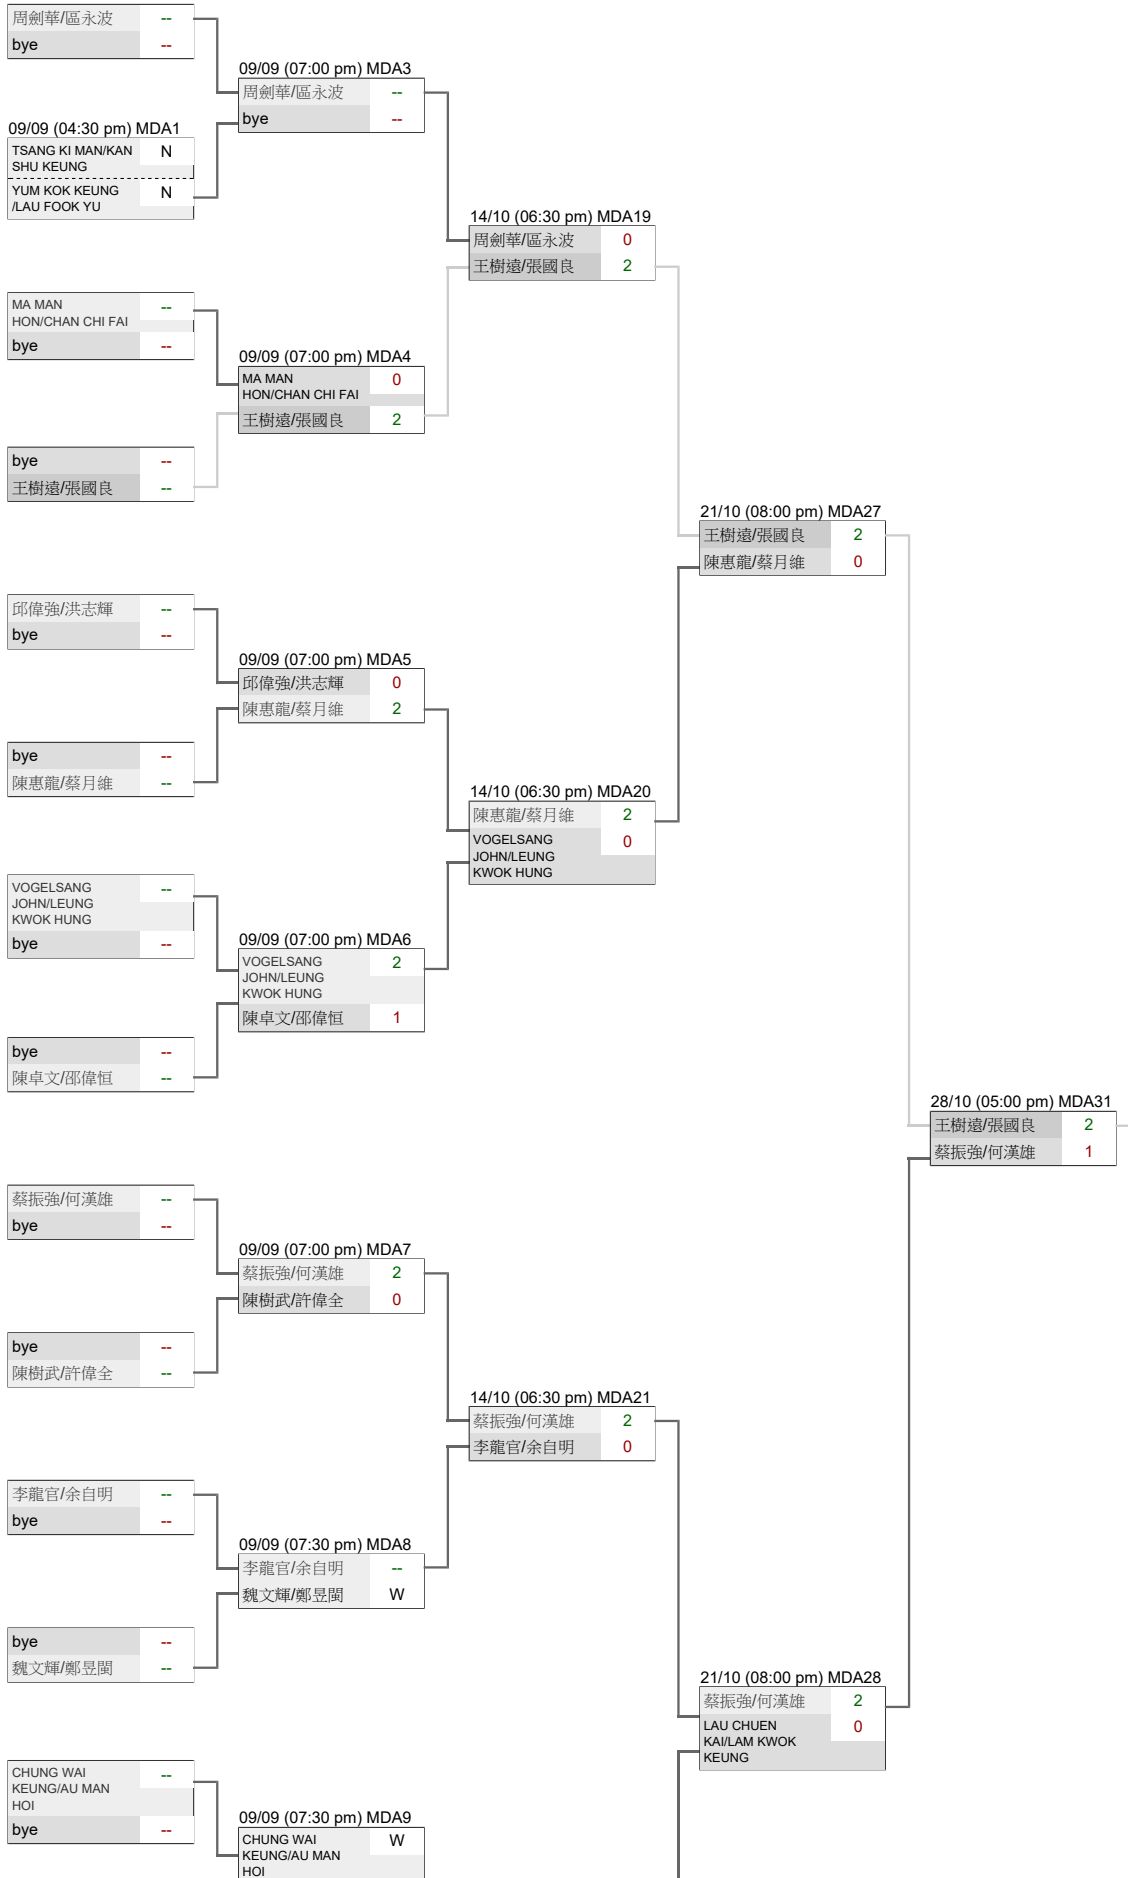 周劍華/區永波 --
bye --
09/09 (07:00 pm) MDA3
周劍華/區永波 --
bye --
09/09 (04:30 pm) MDA1
TSANG KI MAN/KAN N
SHU KEUNG
YUM KOK KEUNG N
/LAU FOOK YU
14/10 (06:30 pm) MDA19
周劍華/區永波 0
王樹遠/張國良 2
MA MAN --
HON/CHAN CHI FAI
bye --
09/09 (07:00 pm) MDA4
MA MAN 0
HON/CHAN CHI FAI
王樹遠/張國良 2
bye --
王樹遠/張國良 --
21/10 (08:00 pm) MDA27
王樹遠/張國良 2
陳惠龍/蔡月維 0
邱偉強/洪志輝 --
bye --
09/09 (07:00 pm) MDA5
邱偉強/洪志輝 0
陳惠龍/蔡月維 2
bye --
陳惠龍/蔡月維 --
14/10 (06:30 pm) MDA20
陳惠龍/蔡月維 2
VOGELSANG 0
JOHN/LEUNG
KWOK HUNG
VOGELSANG --
JOHN/LEUNG
KWOK HUNG
bye --
09/09 (07:00 pm) MDA6
VOGELSANG 2
JOHN/LEUNG
KWOK HUNG
陳卓文/邵偉恒 1
bye --
陳卓文/邵偉恒 --
28/10 (05:00 pm) MDA31
王樹遠/張國良 2
蔡振強/何漢雄 1
蔡振強/何漢雄 --
bye --
09/09 (07:00 pm) MDA7
蔡振強/何漢雄 2
陳樹武/許偉全 0
bye --
陳樹武/許偉全 --
14/10 (06:30 pm) MDA21
蔡振強/何漢雄 2
李龍官/余自明 0
李龍官/余自明 --
bye --
09/09 (07:30 pm) MDA8
李龍官/余自明 --
魏文輝/鄭昱閩 W
bye --
魏文輝/鄭昱閩 --
21/10 (08:00 pm) MDA28
蔡振強/何漢雄 2
LAU CHUEN 0
KAI/LAM KWOK
KEUNG
CHUNG WAI --
KEUNG/AU MAN
HOI
bye --
09/09 (07:30 pm) MDA9
CHUNG WAI W
KEUNG/AU MAN
HOI